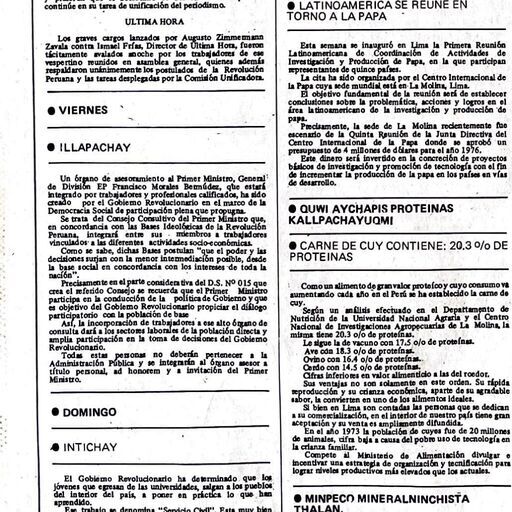 continúe en su tarea de unificación del periodismo.
ULTIMA HORA
Los graves cargos lanzados por Augusto Zimmermann
Zavala contra Ismael Frías, Director de Ultima Hora, fueron
tácitamente avalados anoche por los trabajadores de ese
vespertino reunidos en asamblea general, quienes además
respaldaron unánimemente los postulados de la Revolución
Peruana y las tareas desplegadas por la Comisión Unificadora.
● VIERNES
● ILLAPACHAY
Un órgano de asesoramiento al Primer Ministro, General
de División EP Francisco Morales Bermúdez, que estará
integrado por trabajadores y profesionales calificados, ha sido
creado por el Gobierno Revolucionario en el marco de la
Democracia Social de participación plena que propugna.
Se trata del Consejo Consultivo del Primer Ministro que,
en concordancia con las Bases Ideológicas de la Revolución
Peruana, integrará entre sus miembros a trabajadores
vinculados a las diferentes actividades socio-económicas.
Como se sabe, dichas Bases postulan "que el poder y las
decisiones surjan con la menor intermediación posible, desde
la base social en concordancia con los intereses de toda la
nación".
Precisamente en el parte considerativa del D.S. Nº 015 que
crea el referido Consejo se recuerda que el Primer Ministro
participa en la conducción de la política de Gobierno y que
es objetivo del Gobierno Revolucionario propiciar el diálogo
participatorio con la población de base
Así, la incorporación de trabajadores a ese alto órgano de
consulta dará a los sectores laborales de la población directa y
amplia participación en la toma de decisiones del Gobierno
Revolucionario.
Todas estas personas no deberán pertenecer a la
Administración Pública y se integrarán al órgano asesor a
título personal, ad honorem y a invitación del Primer
Ministro.
● DOMINGO
● INTICHAY
El Gobierno Revolucionario ha determinado que los
jóvenes que egresan de las universidades, salgan a los pueblos
del interior del país, a poner en práctica lo que han
aprendido.
Ese trabajo se denomina "Servicio Civil". Esta muy bien
● LATINOAMERICA SE REUNE EN
TORNO A LA PAPA
Esta semana se inauguró en Lima la Primera Reunión
Latinoamericana de Coordinación de Actividades de
Investigación y Producción de Papa, en la que participan
representantes de quince países.
La cita ha sido organizada por el Centro Internacional de
la Papa cuya sede mundial está en La Molina, Lima.
El objetivo fundamental de la reunión será de establecer
conclusiones sobre la problemática, acciones y logros en el
área latinoamericano de la investigación y producción de
papa.
Precisamente, la sede de La Molina recientemente fue
escenario de la Quinta Reunión de la Junta Directiva del
Centro Internacional de la Papa donde se aprobó un
presupuesto de 4 millones de dólares para el año 1976.
Este dinero será invertido en la concreción de proyectos
básicos de investigación y promoción de tecnología con el fin
de incrementar la producción de la papa en los países en vías
de desarrollo.
● QUWI AYCHAPIS PROTEINAS
KALLPACHAYUQMI
● CARNE DE CUY CONTIENE: 20.3 o/o DE
PROTEINAS
Como un alimento de gran valor proteico y cuyo consumo va
aumentando cada año en el Perú se ha establecido la carne de
cuy.
Según un análisis efectuado en el Departamento de
Nutrición de la Universidad Nacional Agraria y el Centro
Nacional de Investigaciones Agropecuarias de La Molina, la
misma tiene 20.3 o/o de proteínas.
Le sigue la de vacuno con 17.5 o/o de proteínas.
Ave con 18.3 o/o de proteínas.
Ovino con 16.4 o/o de proteínas.
Cerdo con 14.5 o/o de proteínas.
Cifras inferiores en valor alimenticio a las del roedor.
Sus ventajas no son solamente en este orden. Su rápida
reproducción y su crianza económica, aparte de su agradable
sabor, la convierten en uno de los alimentos ideales.
Si bien en Lima son contadas las personas que se dedican
a su comercialización, en el interior de nuestro país tiene gran
aceptación y su venta es ampliamente difundida.
En el año 1973 la población de cuyes fue de 20 millones
de animales, cifra baja a causa del pobre uso de tecnología en
la crianza familiar.
Compete al Ministerio de Alimentación divulgar e
incentivar una estrategia de organización y tecnificación para
lograr niveles productivos más elevados que los actuales.
● MINPECO MINERALNINCHISTA
THALAN.